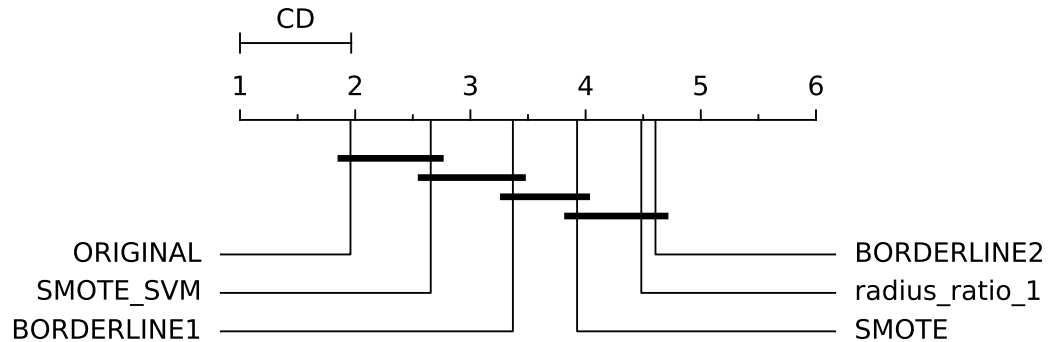 CD
1 2 3 4 5 6
ORIGINAL BORDERLINE2
SMOTE_SVM radius_ratio_1
BORDERLINE1 SMOTE